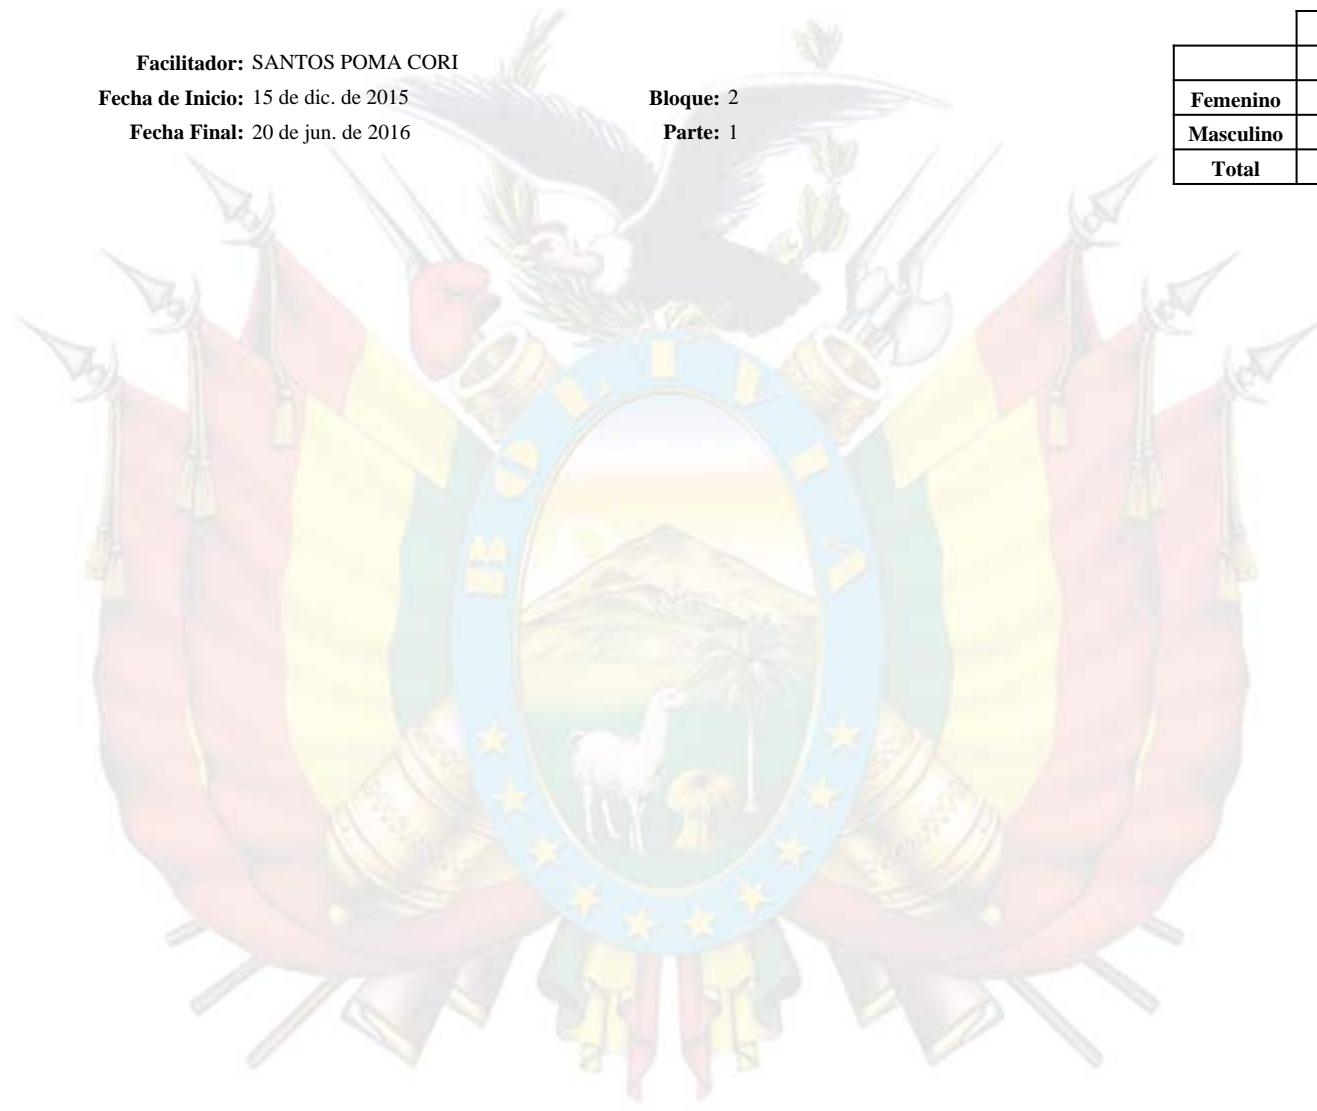 Facilitador: SANTOS POMA CORI
Fecha de Inicio: 15 de dic. de 2015
Bloque: 2
Femenino
Fecha Final: 20 de jun. de 2016
Parte: 1
Masculino
Total
BOLIVIA